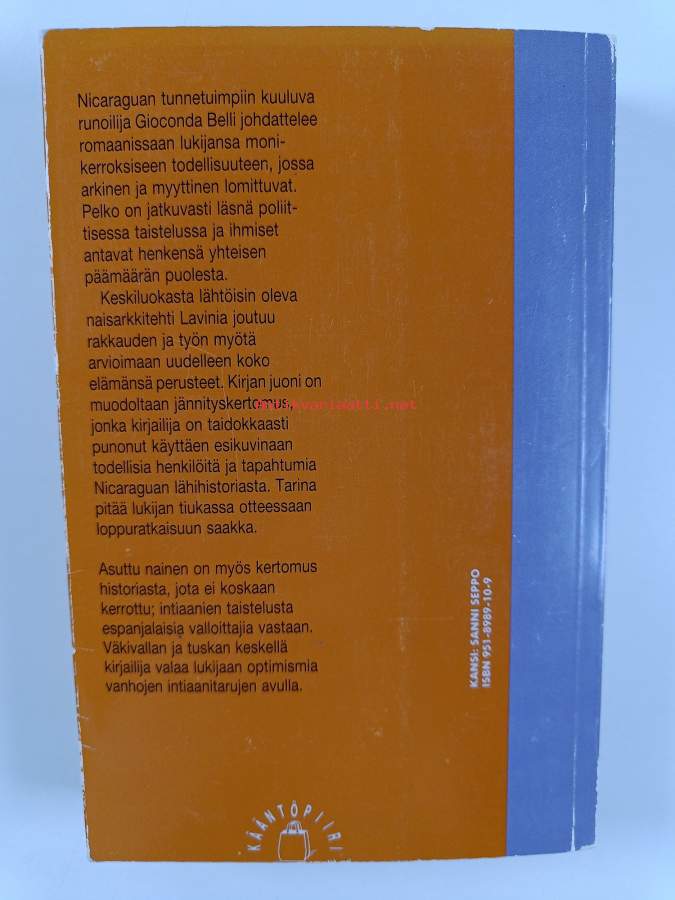 Nicaraguan tunnetuimpiin kuuluva
runoilija Gioconda Belli johdattelee
romaanissaan lukijansa moni-
kerroksiseen todellisuuteen, jossa
arkinen ja myyttinen lomittuvat.
Pelko on jatkuvasti läsnä poliit-
tisessa taistelussa ja ihmiset
antavat henkensä yhteisen
päämäärän puolesta.
Keskiluokasta lähtöisin oleva
naisarkkitehti Lavinia joutuu
rakkauden ja työn myötä
arvioimaan uudelleen koko
elämänsä perusteet. Kirjan juoni on
muodoltaan jännityskertomus,
jonka kirjailija on taidokkaasti
punonut käyttäen esikuvinaan
todellisia henkilöitä ja tapahtumia
Nicaraguan lähihistoriasta. Tarina
pitää lukijan tiukassa otteessaan
loppuratkaisuun saakka.
Asuttu nainen on myös kertomus
historiasta, jota ei koskaan
kerrottu; intiaanien taistelusta
espanjalaisia valloittajia vastaan.
Väkivallan ja tuskan keskellä
kirjailija valaa lukijaan optimismia
vanhojen intiaanitarujen avulla.
KANSI: SANNI SEPPO
ISBN 951-8989-10-9
KÄÄNTÖPIIRI